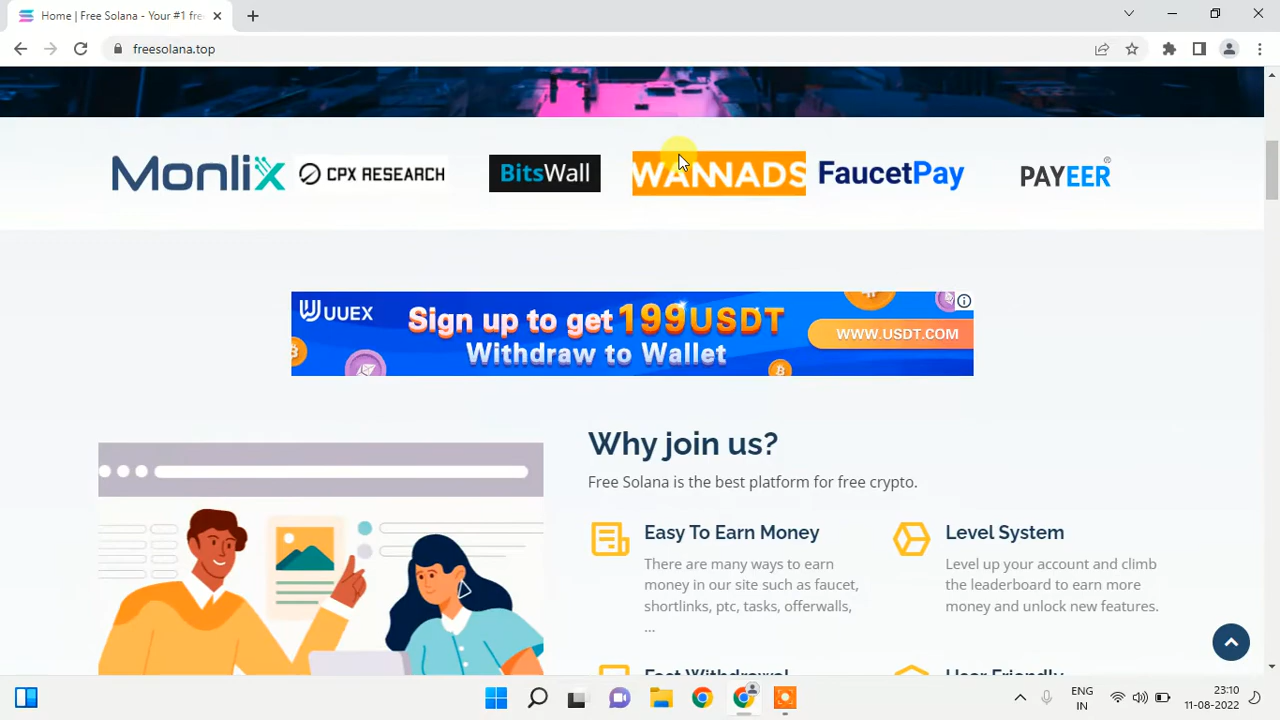 Home | Free Solana - Your #1 fre
freesolana.top
Monlix
CPX RESEARCH
BitsWall
WANNADS
FaucetPay
PAYEER®
UUEX
Sign up to get 199USDT
Withdraw to Wallet
WWW.USDT.COM
Why join us?
Free Solana is the best platform for free crypto.
Easy To Earn Money
There are many ways to earn
money in our site such as faucet,
shortlinks, ptc, tasks, offerwalls,
...
Level System
Level up your account and climb
the leaderboard to earn more
money and unlock new features.
Fast Withdrawal
User Friendly
ENG
IN
23:10
11-08-2022